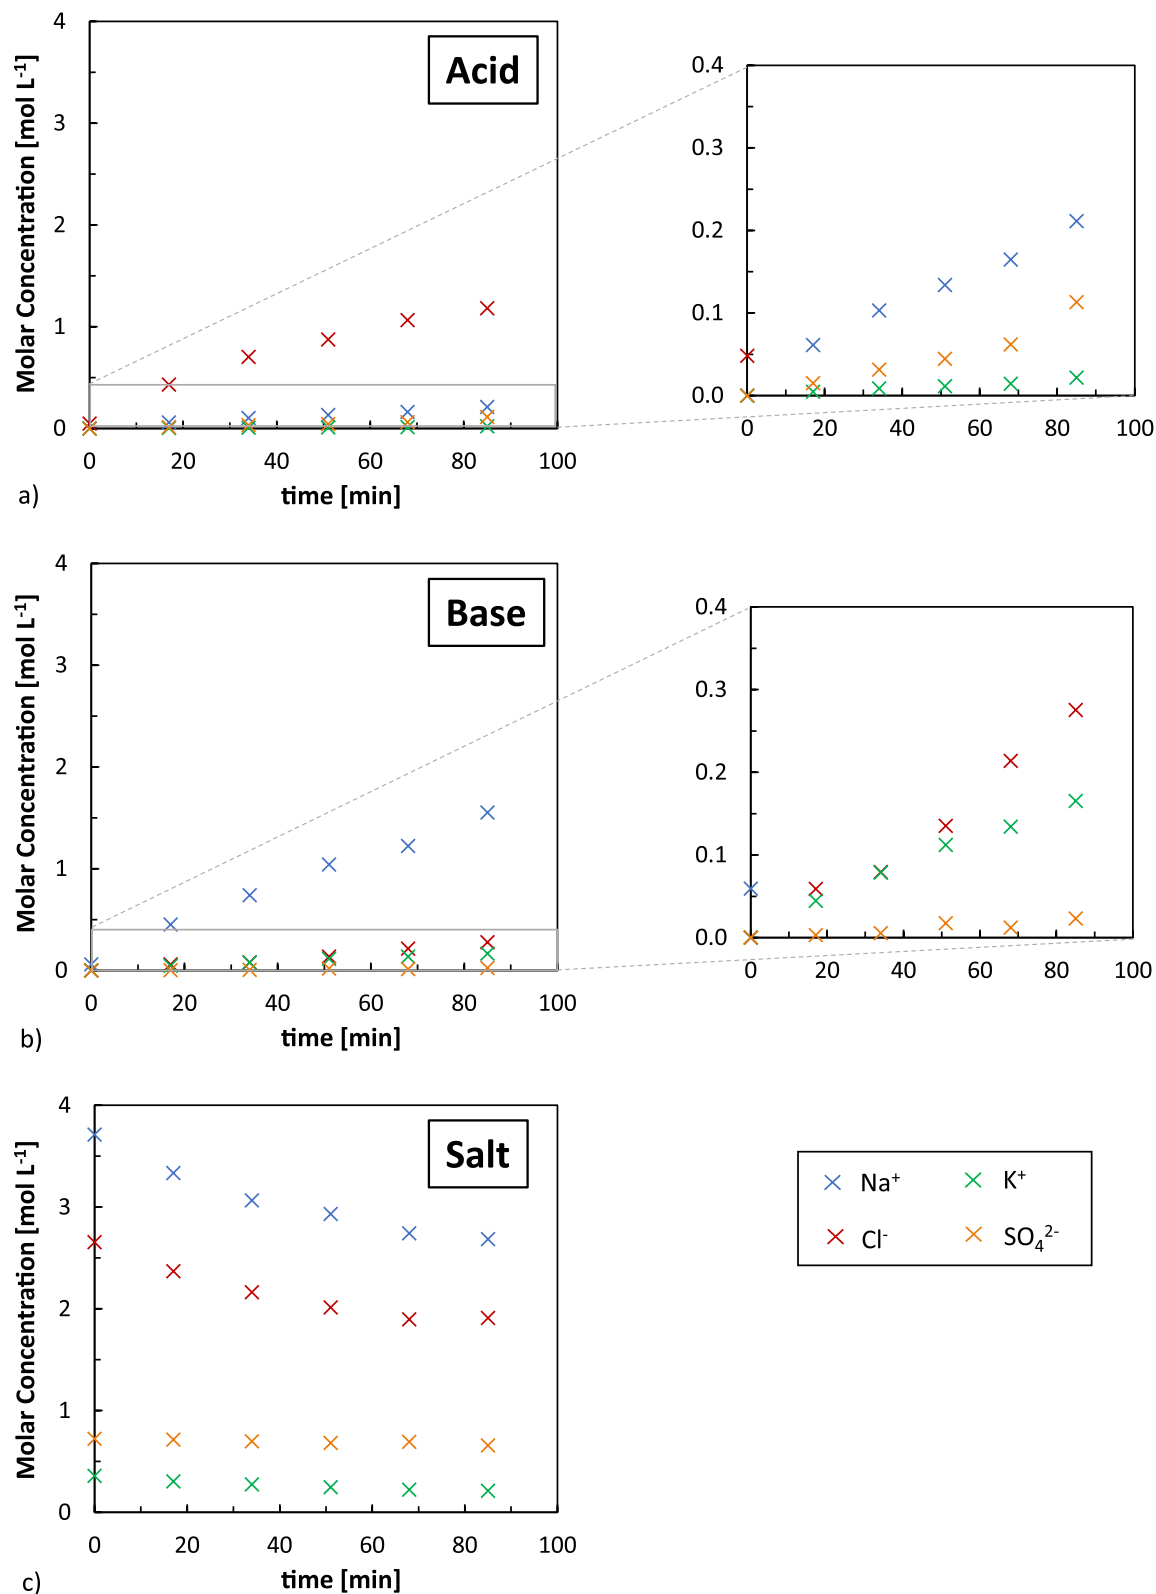 Molar Concentration [mol L⁻¹]
4
3
2
1
0
Acid
0 20 40 60 80 100
time [min]
a)
0.4
0.3
0.2
0.1
0.0
0 20 40 60 80 100
Molar Concentration [mol L⁻¹]
4
3
2
1
0
Base
0 20 40 60 80 100
time [min]
b)
0.4
0.3
0.2
0.1
0.0
0 20 40 60 80 100
Molar Concentration [mol L⁻¹]
4
3
2
1
0
Salt
0 20 40 60 80 100
time [min]
c)
Na⁺ K⁺
Cl⁻ SO₄²⁻